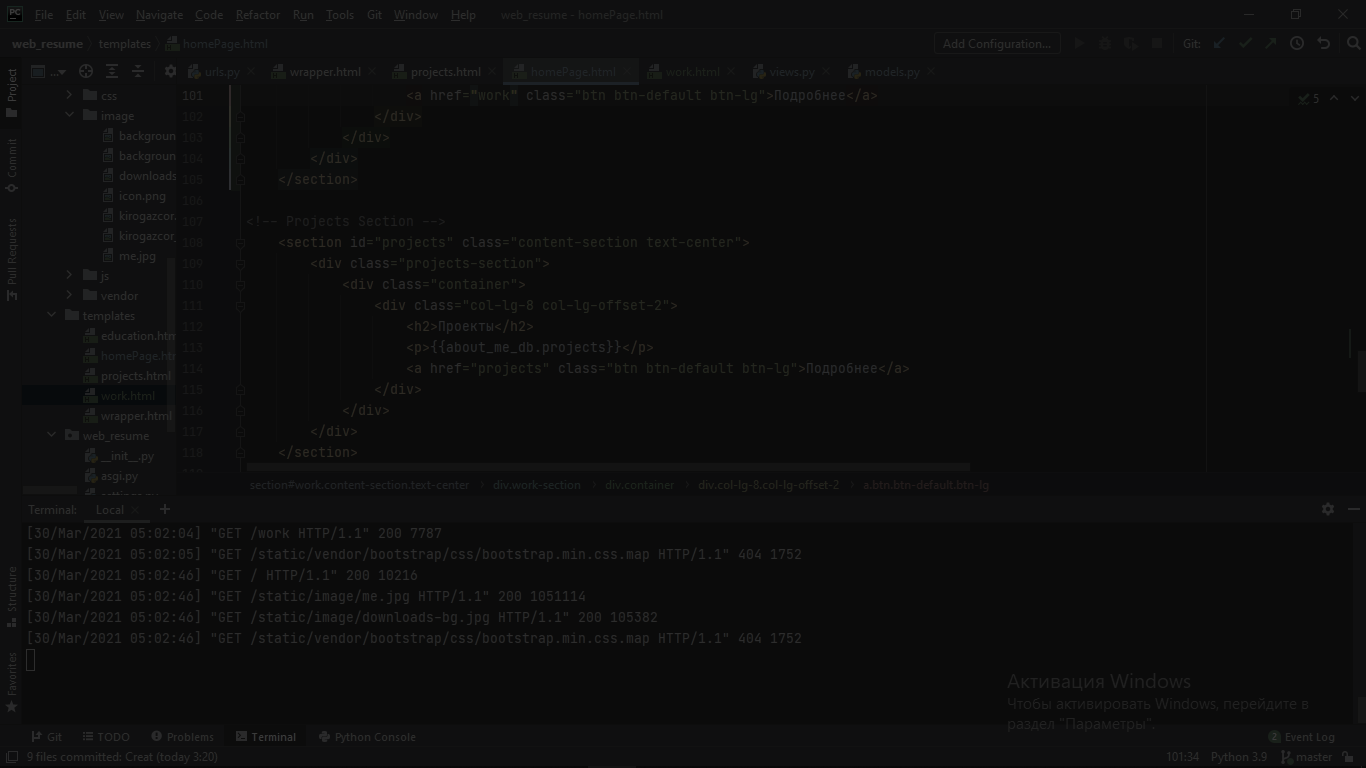 PC File Edit View Navigate Code Refactor Run Tools Git Window Help web_resume - homePage.html
web_resume templates homePage.html Add Configuration... Git:
... urls.py wrapper.html projects.html homePage.html work.html views.py models.py
Project
Commit
Pull Requests
Structure
Favorites
css
image
backgroun
backgroun
downloads
icon.png
kirogazcor.
kirogazcor_
me.jpg
js
vendor
templates
education.htm
homePage.htm
projects.html
work.html
wrapper.html
web_resume
__init__.py
asgi.py
settings.py
5
101 <a href="work" class="btn btn-default btn-lg">Подробнее</a>
102 </div>
103 </div>
104 </div>
105 </section>
106
107 <!-- Projects Section -->
108 <section id="projects" class="content-section text-center">
109 <div class="projects-section">
110 <div class="container">
111 <div class="col-lg-8 col-lg-offset-2">
112 <h2>Проекты</h2>
113 <p>{{about_me_db.projects}}</p>
114 <a href="projects" class="btn btn-default btn-lg">Подробнее</a>
115 </div>
116 </div>
117 </div>
118 </section>
section#work.content-section.text-center div.work-section div.container div.col-lg-8.col-lg-offset-2 a.btn.btn-default.btn-lg
Terminal: Local +
[30/Mar/2021 05:02:04] "GET /work HTTP/1.1" 200 7787
[30/Mar/2021 05:02:05] "GET /static/vendor/bootstrap/css/bootstrap.min.css.map HTTP/1.1" 404 1752
[30/Mar/2021 05:02:46] "GET / HTTP/1.1" 200 10216
[30/Mar/2021 05:02:46] "GET /static/image/me.jpg HTTP/1.1" 200 1051114
[30/Mar/2021 05:02:46] "GET /static/image/downloads-bg.jpg HTTP/1.1" 200 105382
[30/Mar/2021 05:02:46] "GET /static/vendor/bootstrap/css/bootstrap.min.css.map HTTP/1.1" 404 1752
Активация Windows
Чтобы активировать Windows, перейдите в
раздел "Параметры".
Git TODO Problems Terminal Python Console 2 Event Log
9 files committed: Creat (today 3:20) 101:34 Python 3.9 master